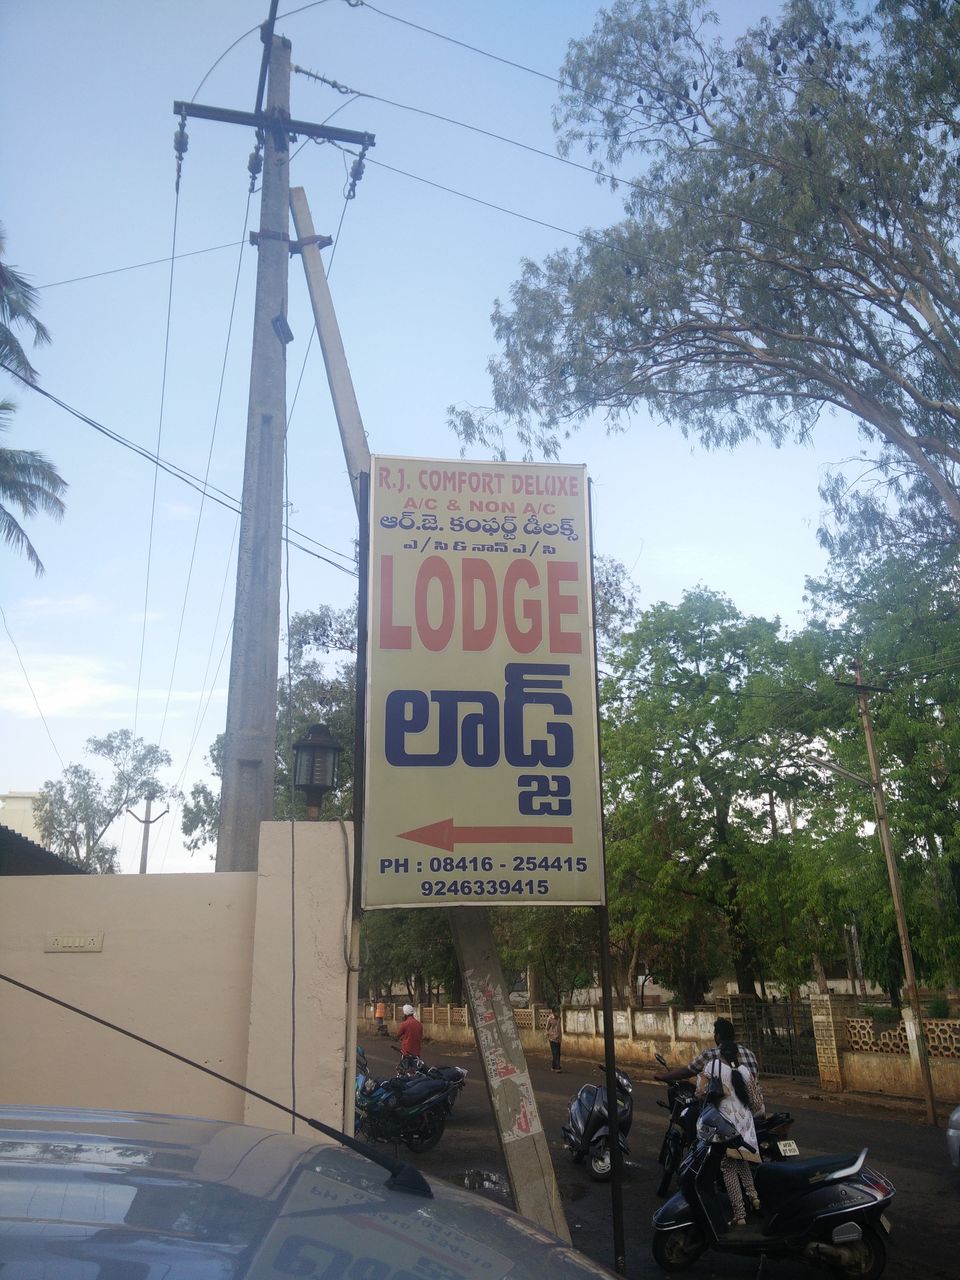 R.J. COMFORT DELUXE
A/C & NON A/C
ఆర్.జె. కంఫర్ట్ డీలక్స్
ఎ/సి & నాన్ ఎ/సి
LODGE
లాడ్జ్
PH : 08416 - 254415
9246339415